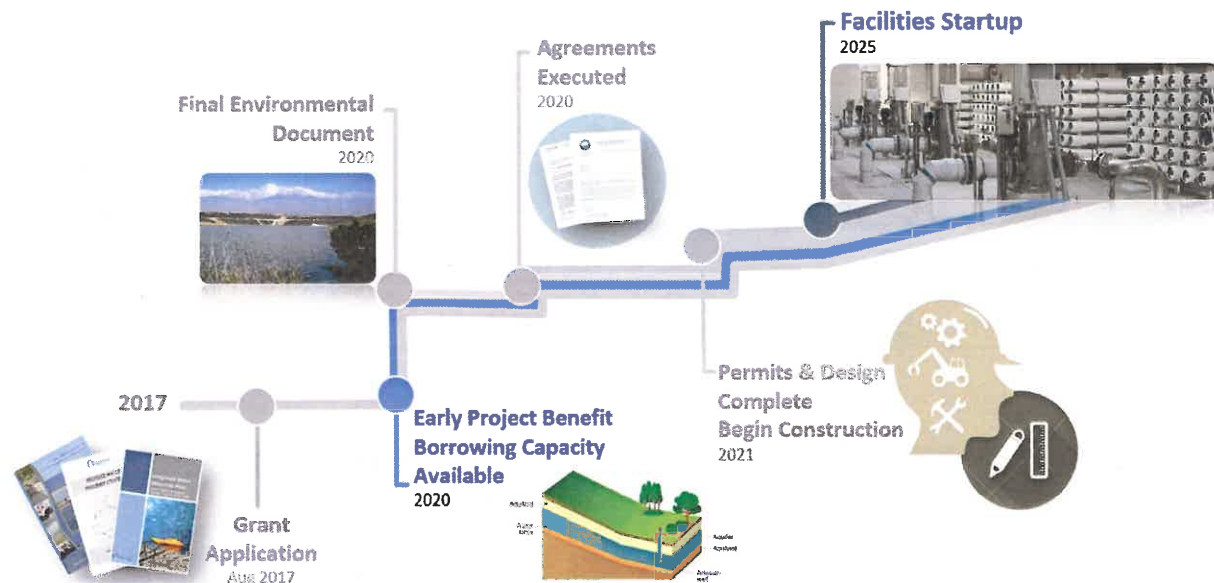 Facilities Startup
2025
Agreements
Executed
2020
Final Environmental
Document
2020
2017
Early Project Benefit
Borrowing Capacity
Available
2020
Permits & Design
Complete
Begin Construction
2021
Grant
Application
Aug 2017